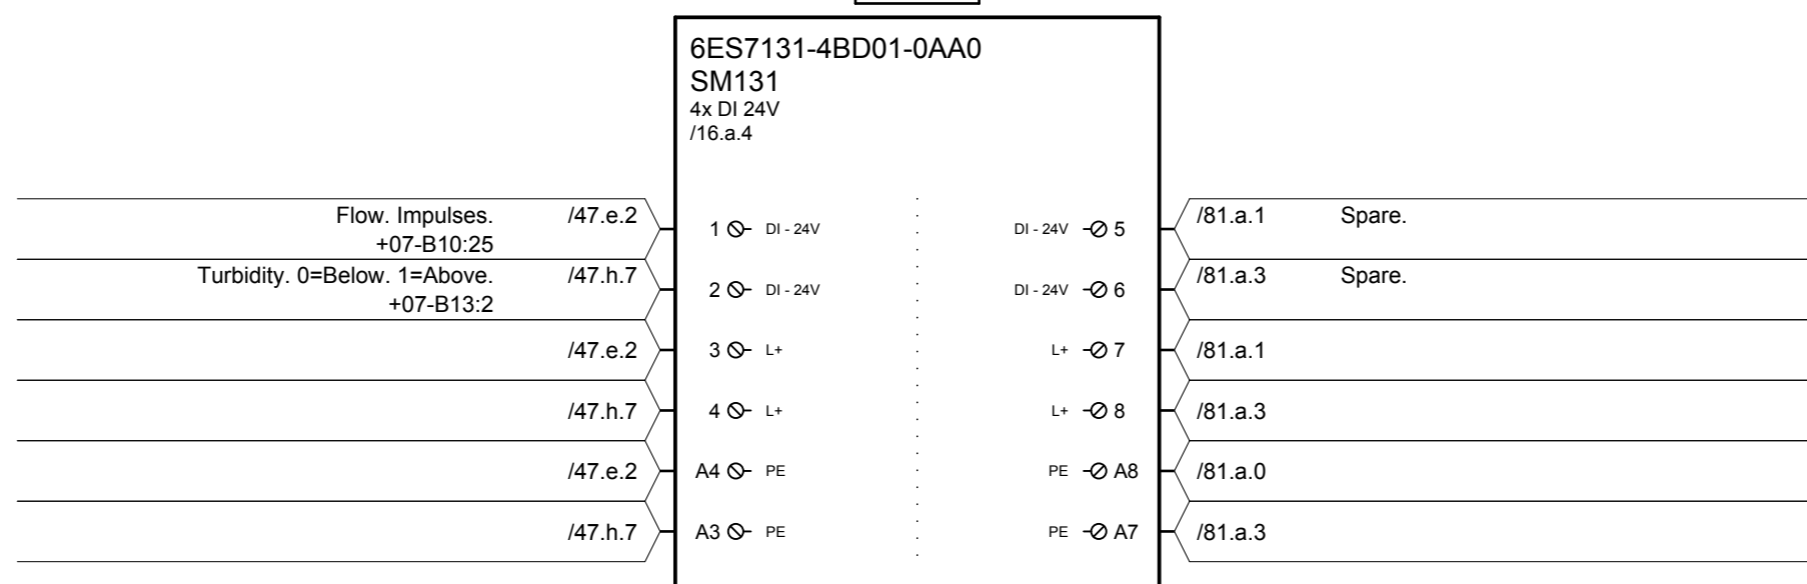 6ES7131-4BD01-0AA0
SM131
4x DI 24V
/16.a.4
Flow. Impulses. /47.e.2 1 DI - 24V DI - 24V 5 /81.a.1 Spare.
+07-B10:25
Turbidity. 0=Below. 1=Above. /47.h.7 2 DI - 24V DI - 24V 6 /81.a.3 Spare.
+07-B13:2
/47.e.2 3 L+ L+ 7 /81.a.1
/47.h.7 4 L+ L+ 8 /81.a.3
/47.e.2 A4 PE PE A8 /81.a.0
/47.h.7 A3 PE PE A7 /81.a.3